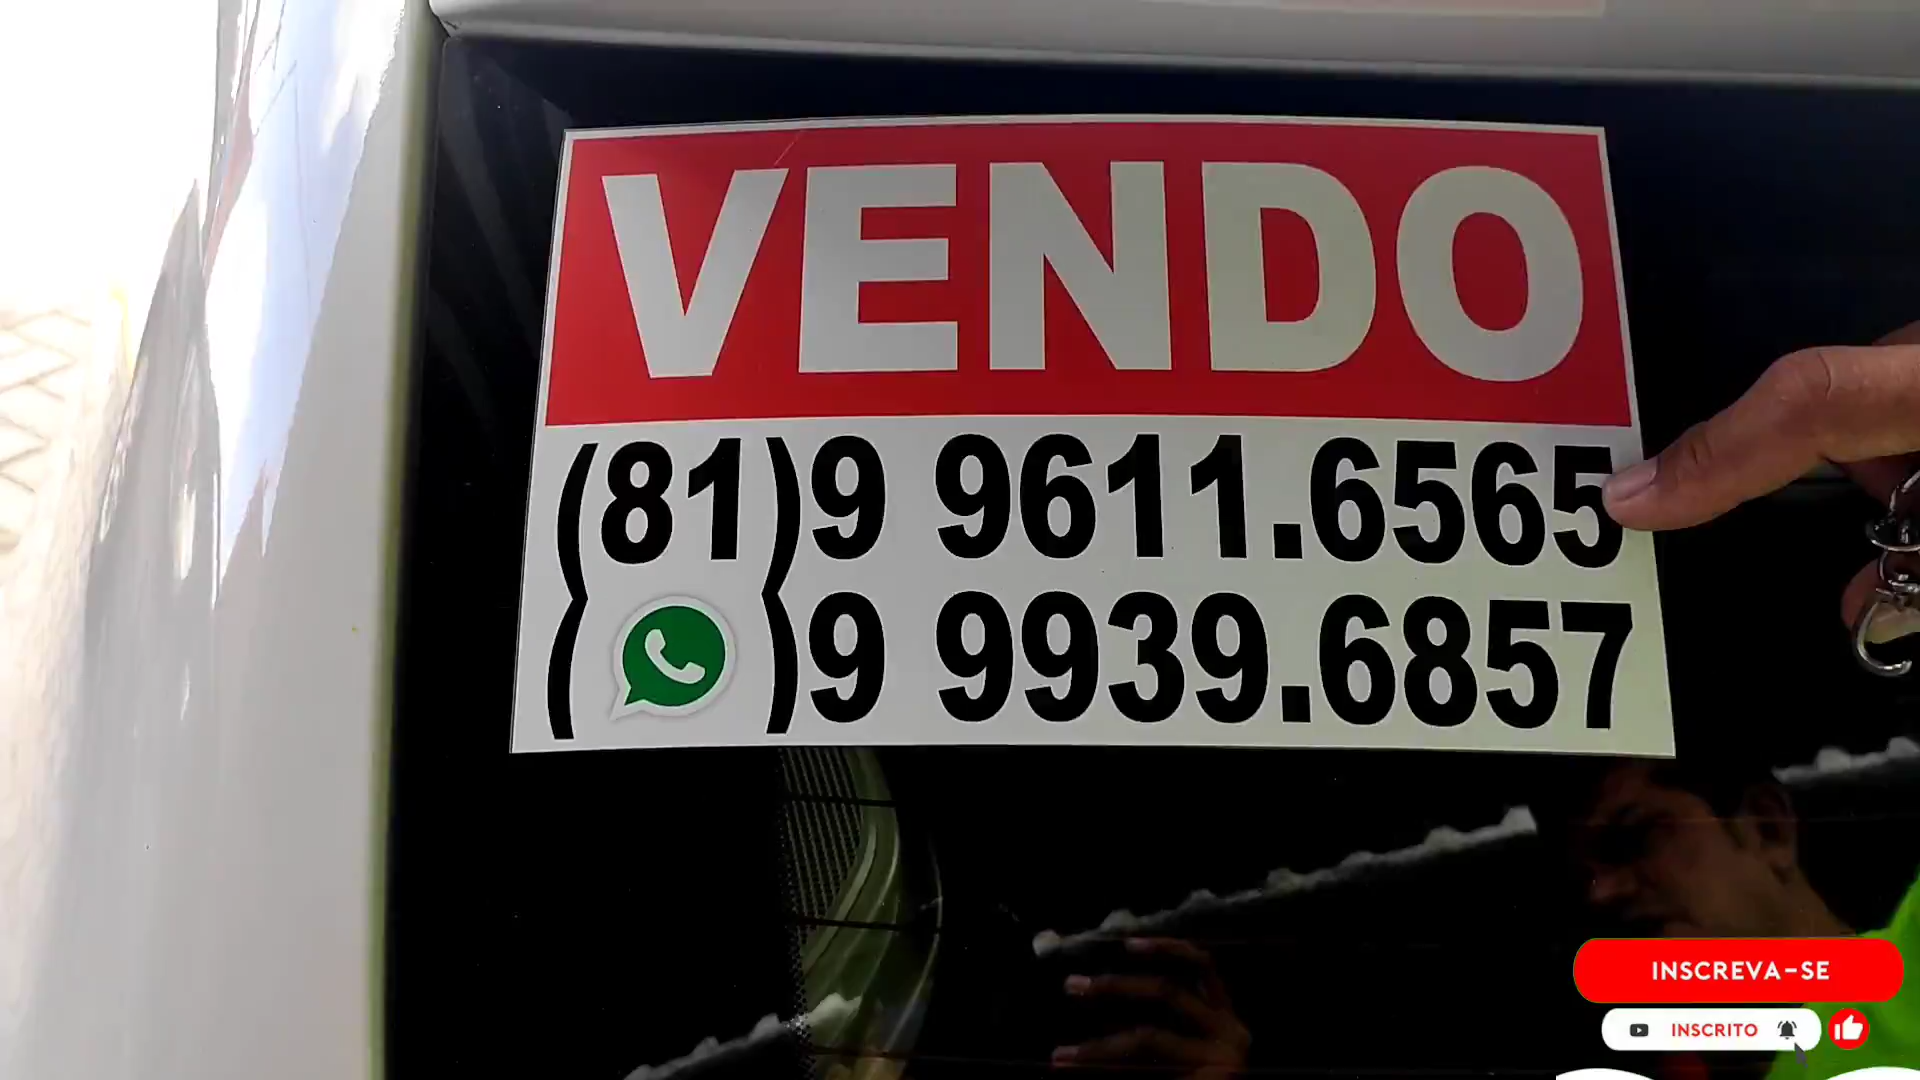 VENDO
(81)9 9611.6565
( )9 9939.6857
INSCREVA-SE
INSCRITO